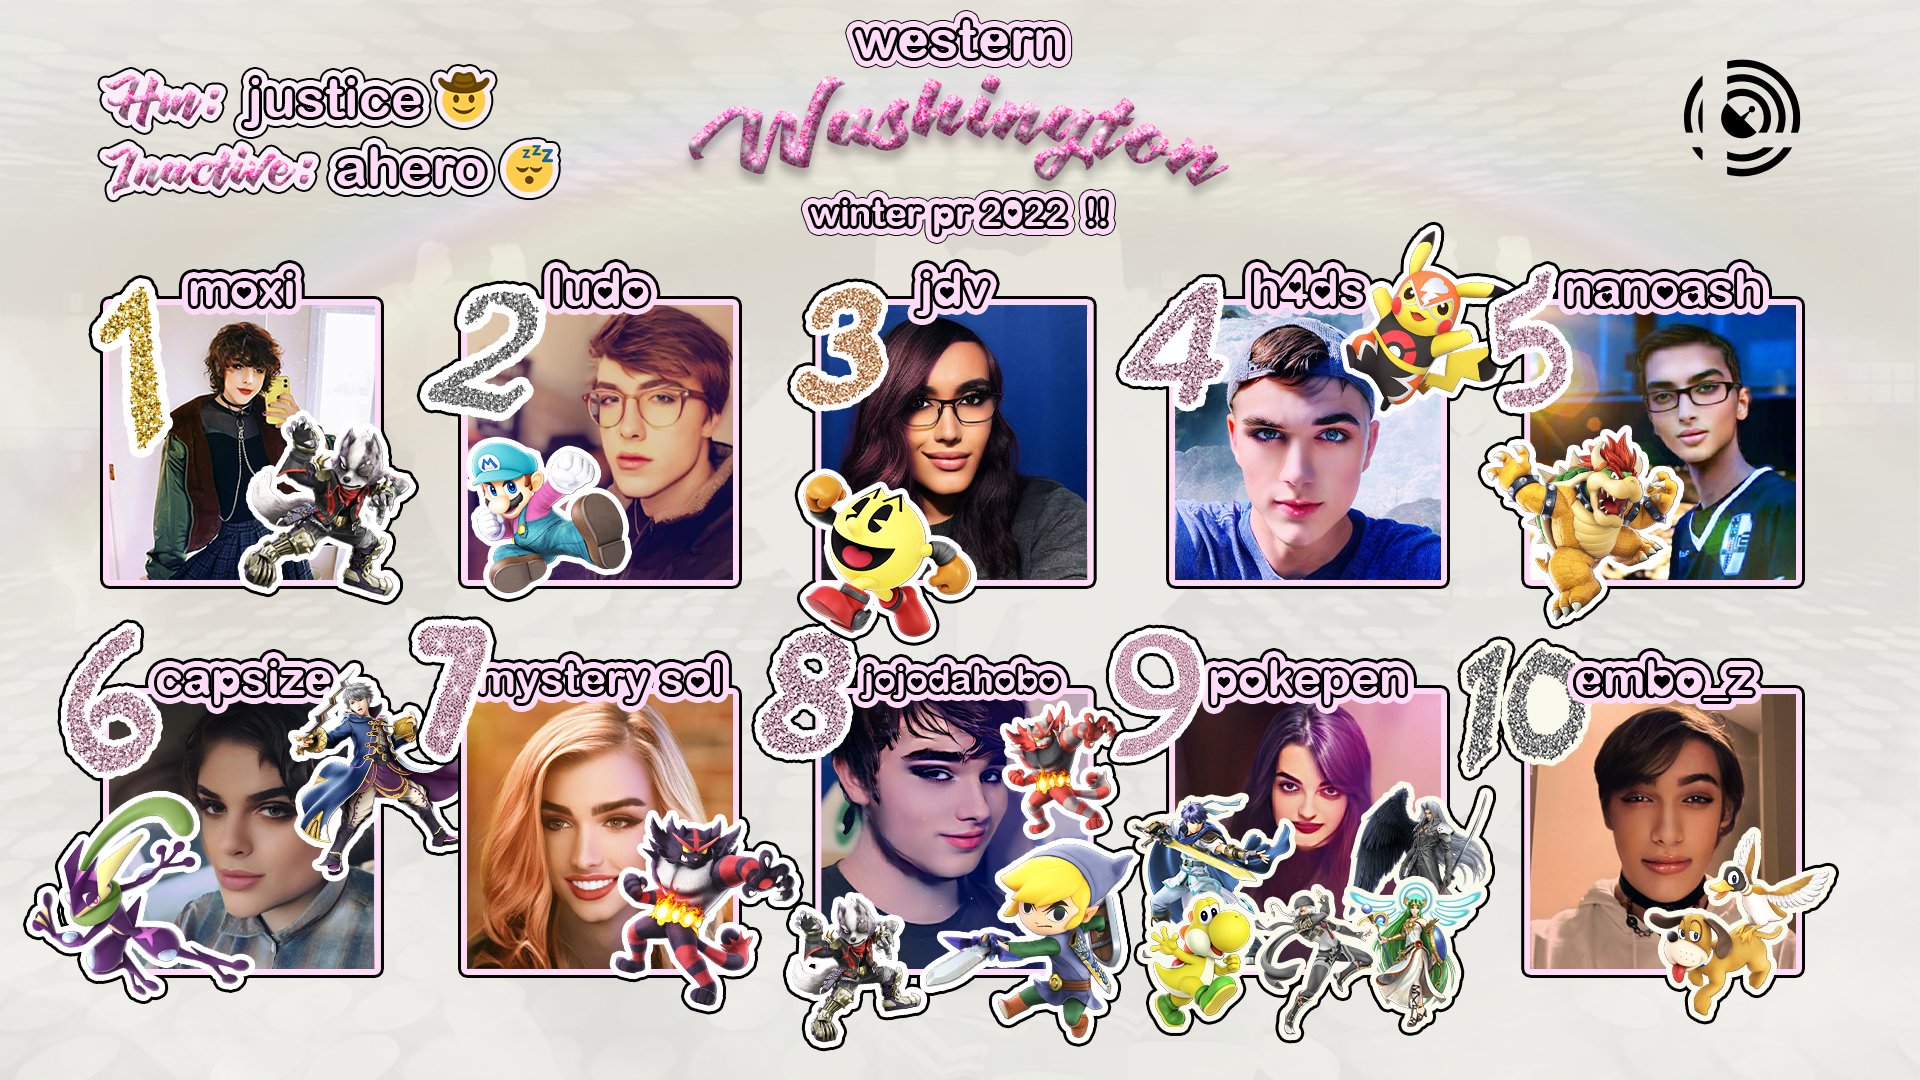 western
Washington
winter pr 2022 !!
Hm: justice
Inactive: ahero
zzz
1 moxi
2 ludo
3 jdv
4 h4ds
5 nanoash
6 capsize
7 mystery sol
8 jojodahobo
9 pokepen
10 embo_z
M